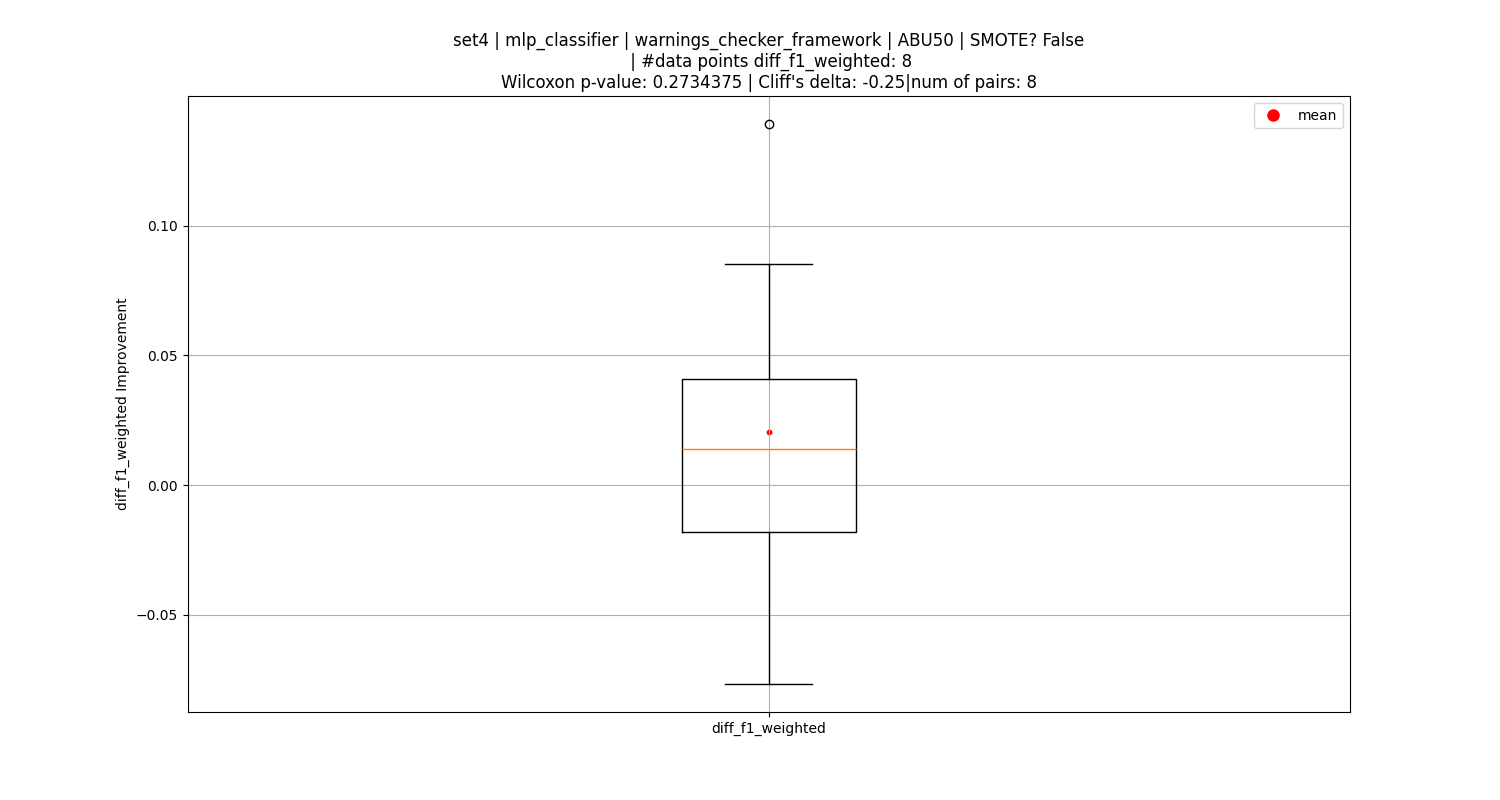 set4 | mlp_classifier | warnings_checker_framework | ABU50 | SMOTE? False
| #data points diff_f1_weighted: 8
Wilcoxon p-value: 0.2734375 | Cliff's delta: -0.25|num of pairs: 8
mean
0.10
0.05
0.00
−0.05
diff_f1_weighted Improvement
diff_f1_weighted